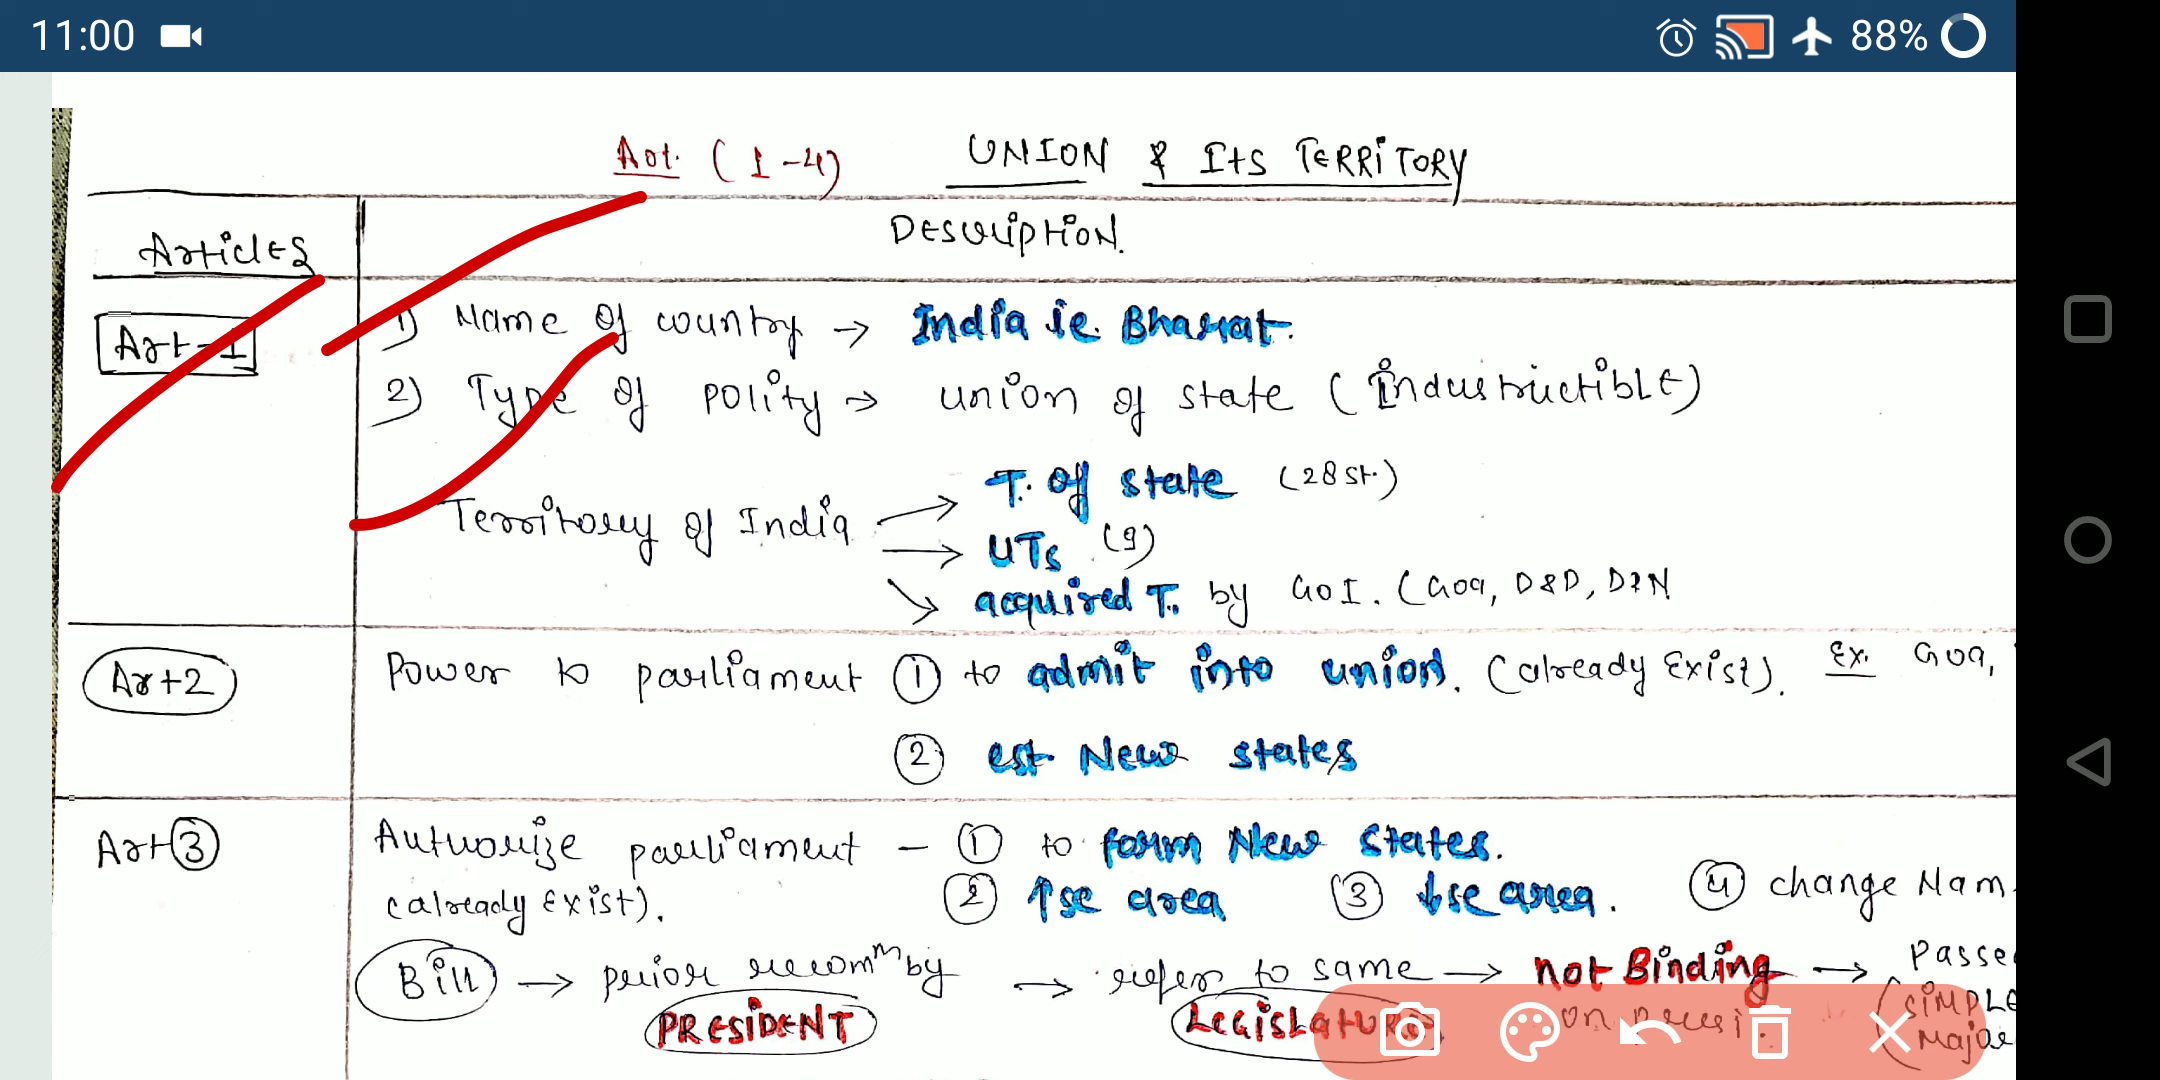 11:00 88%
Art. (1-4) UNION & Its TERRITORY
Articles DESCRIPTION.
Art-1 1) Name of country → India ie. Bharat.
2) Type of polity → union of state (Industructible)
Territory of India → T. of state (28 st.)
→ UTs (9)
→ acquired T. by GOI. (Goa, D&D, D&N
Art 2 Power to parliament ① to admit into union. (already Exist). Ex. Goa,
② est. New states
Art ③ Authorize parliament - ① to form New States.
(already Exist). ② ↑se area ③ ↓se area. ④ change Nam
Bill → prior recomm by → refer to same → not Binding → Passe
PRESIDENT LEGISLATURE. on presi. (SIMPLE
Major